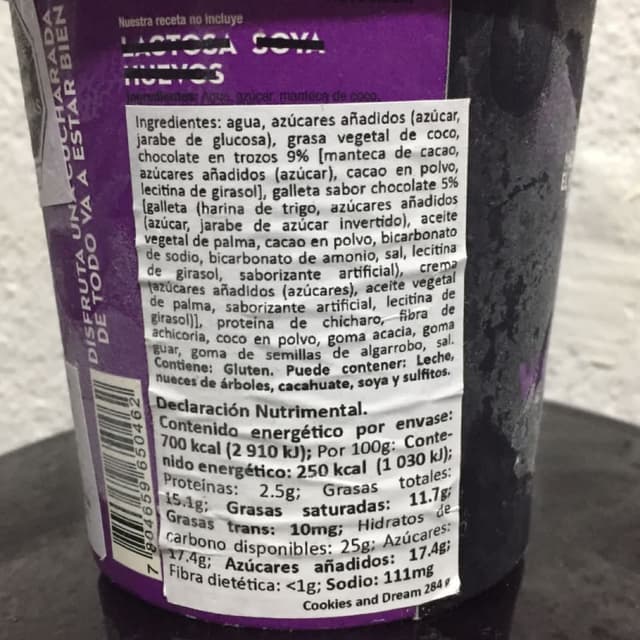 Nuestra receta no incluye
LACTOSA SOYA
HUEVOS
Ingredientes: Agua, azúcar, manteca de coco,
DISFRUTA UNA CUCHARADA
DE TODO VA A ESTAR BIEN
Ingredientes: agua, azúcares añadidos (azúcar,
jarabe de glucosa), grasa vegetal de coco,
chocolate en trozos 9% [manteca de cacao,
azúcares añadidos (azúcar), cacao en polvo,
lecitina de girasol], galleta sabor chocolate 5%
[galleta (harina de trigo, azúcares añadidos
(azúcar, jarabe de azúcar invertido), aceite
vegetal de palma, cacao en polvo, bicarbonato
de sodio, bicarbonato de amonio, sal, lecitina
de girasol, saborizante artificial), crema
(azúcares añadidos (azúcares), aceite vegetal
de palma, saborizante artificial, lecitina de
girasol)], proteína de chicharo, fibra de
achicoria, coco en polvo, goma acacia, goma
guar, goma de semillas de algarrobo, sal.
Contiene: Gluten. Puede contener: Leche,
nueces de árboles, cacahuate, soya y sulfitos.
Declaración Nutrimental.
Contenido energético por envase:
700 kcal (2 910 kJ); Por 100g: Conte-
nido energético: 250 kcal (1 030 kJ);
Proteínas: 2.5g; Grasas totales:
15.1g; Grasas saturadas: 11.7g;
Grasas trans: 10mg; Hidratos de
carbono disponibles: 25g; Azúcares:
17.4g; Azúcares añadidos: 17.4g;
Fibra dietética: <1g; Sodio: 111mg
Cookies and Dream 284 g
7 804659 650462